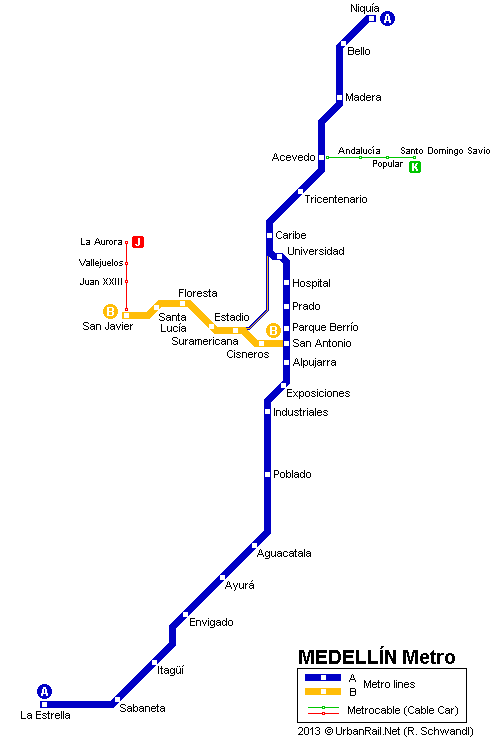 Niquía
A
Bello
Madera
Acevedo
Andalucía
Santo Domingo Savio
Popular
K
Tricentenario
Caribe
La Aurora
J
Universidad
Vallejuelos
Juan XXIII
Hospital
Floresta
Prado
B
San Javier
Santa
Lucía
Estadio
B
Parque Berrío
Suramericana
San Antonio
Cisneros
Alpujarra
Exposiciones
Industriales
Poblado
Aguacatala
Ayurá
Envigado
Itagüí
A
La Estrella
Sabaneta
MEDELLÍN Metro
A
B
Metro lines
Metrocable (Cable Car)
2013 © UrbanRail.Net (R. Schwandl)